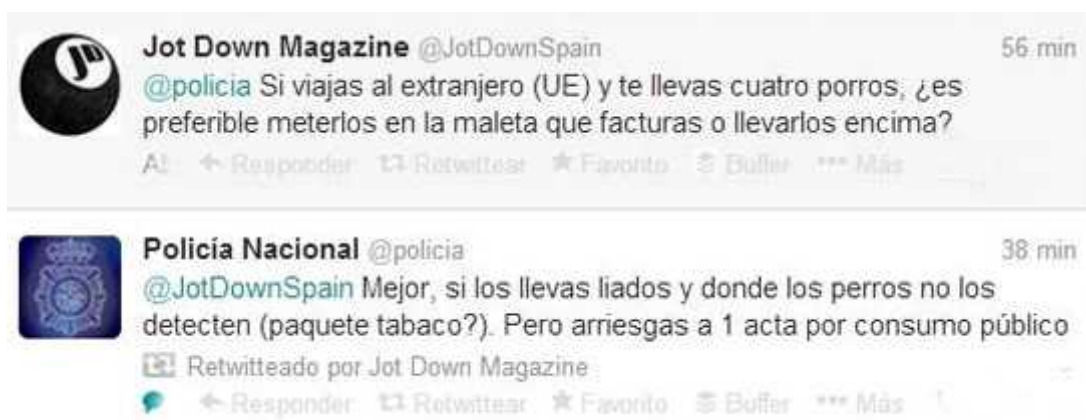 Jot Down Magazine @JotDownSpain 56 min
@policia Si viajas al extranjero (UE) y te llevas cuatro porros, ¿es
preferible meterlos en la maleta que facturas o llevarlos encima?
Responder Retwittear Favorito Buffer Más
Policía Nacional @policia 38 min
@JotDownSpain Mejor, si los llevas liados y donde los perros no los
detecten (paquete tabaco?). Pero arriesgas a 1 acta por consumo público
Retwitteado por Jot Down Magazine
Responder Retwittear Favorito Buffer Más